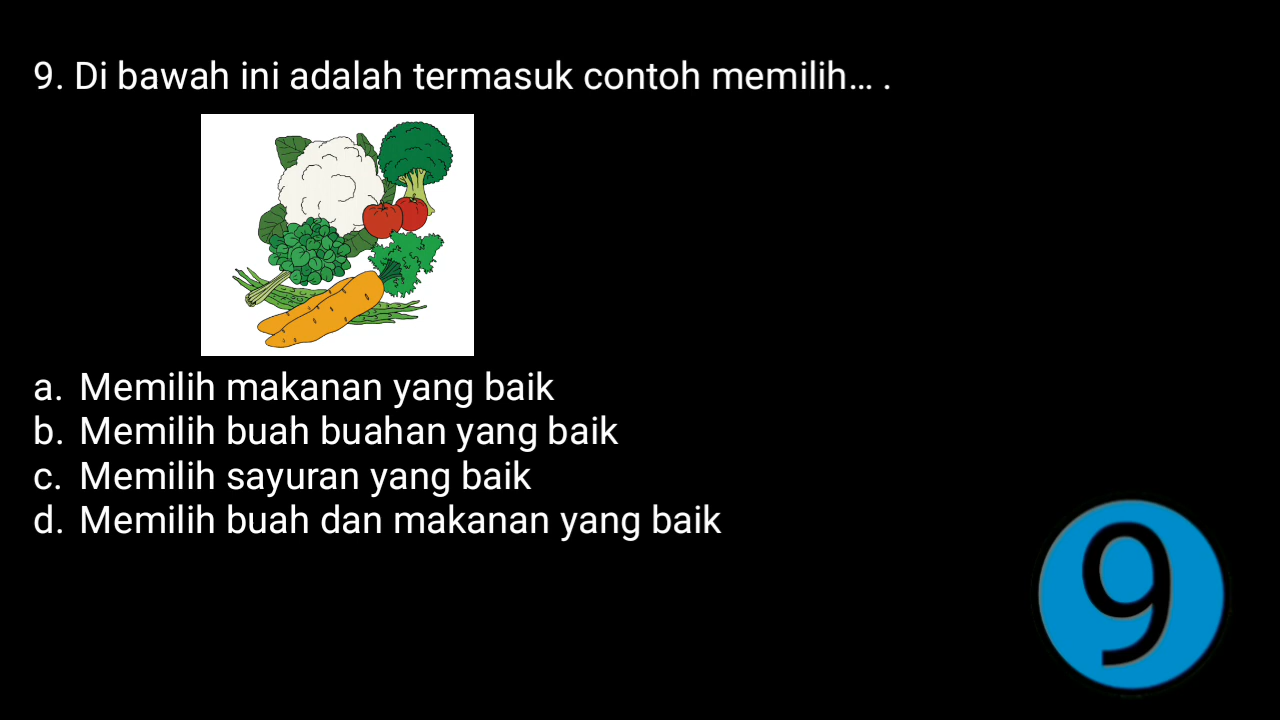 9. Di bawah ini adalah termasuk contoh memilih... .
a. Memilih makanan yang baik
b. Memilih buah buahan yang baik
c. Memilih sayuran yang baik
d. Memilih buah dan makanan yang baik
9